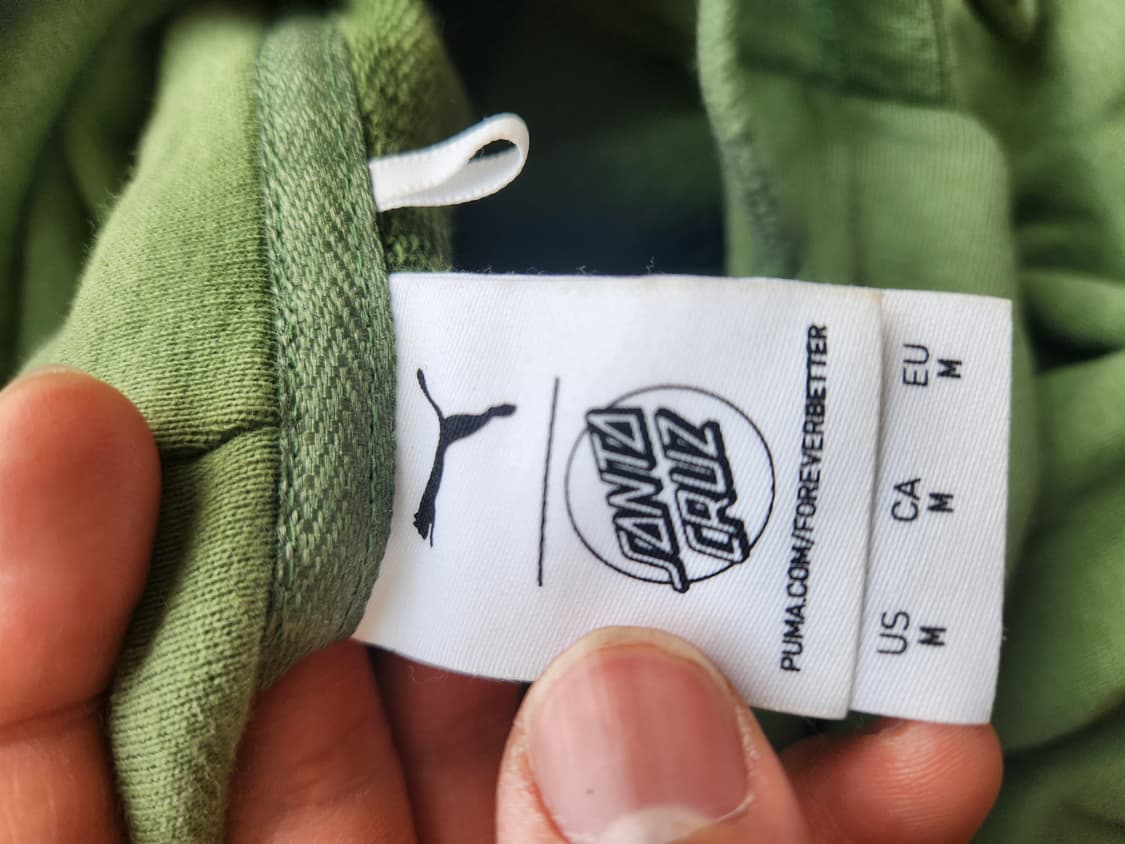 SANTA
CRUZ
PUMA.COM/FOREVERBETTER
US CA EU
M M M